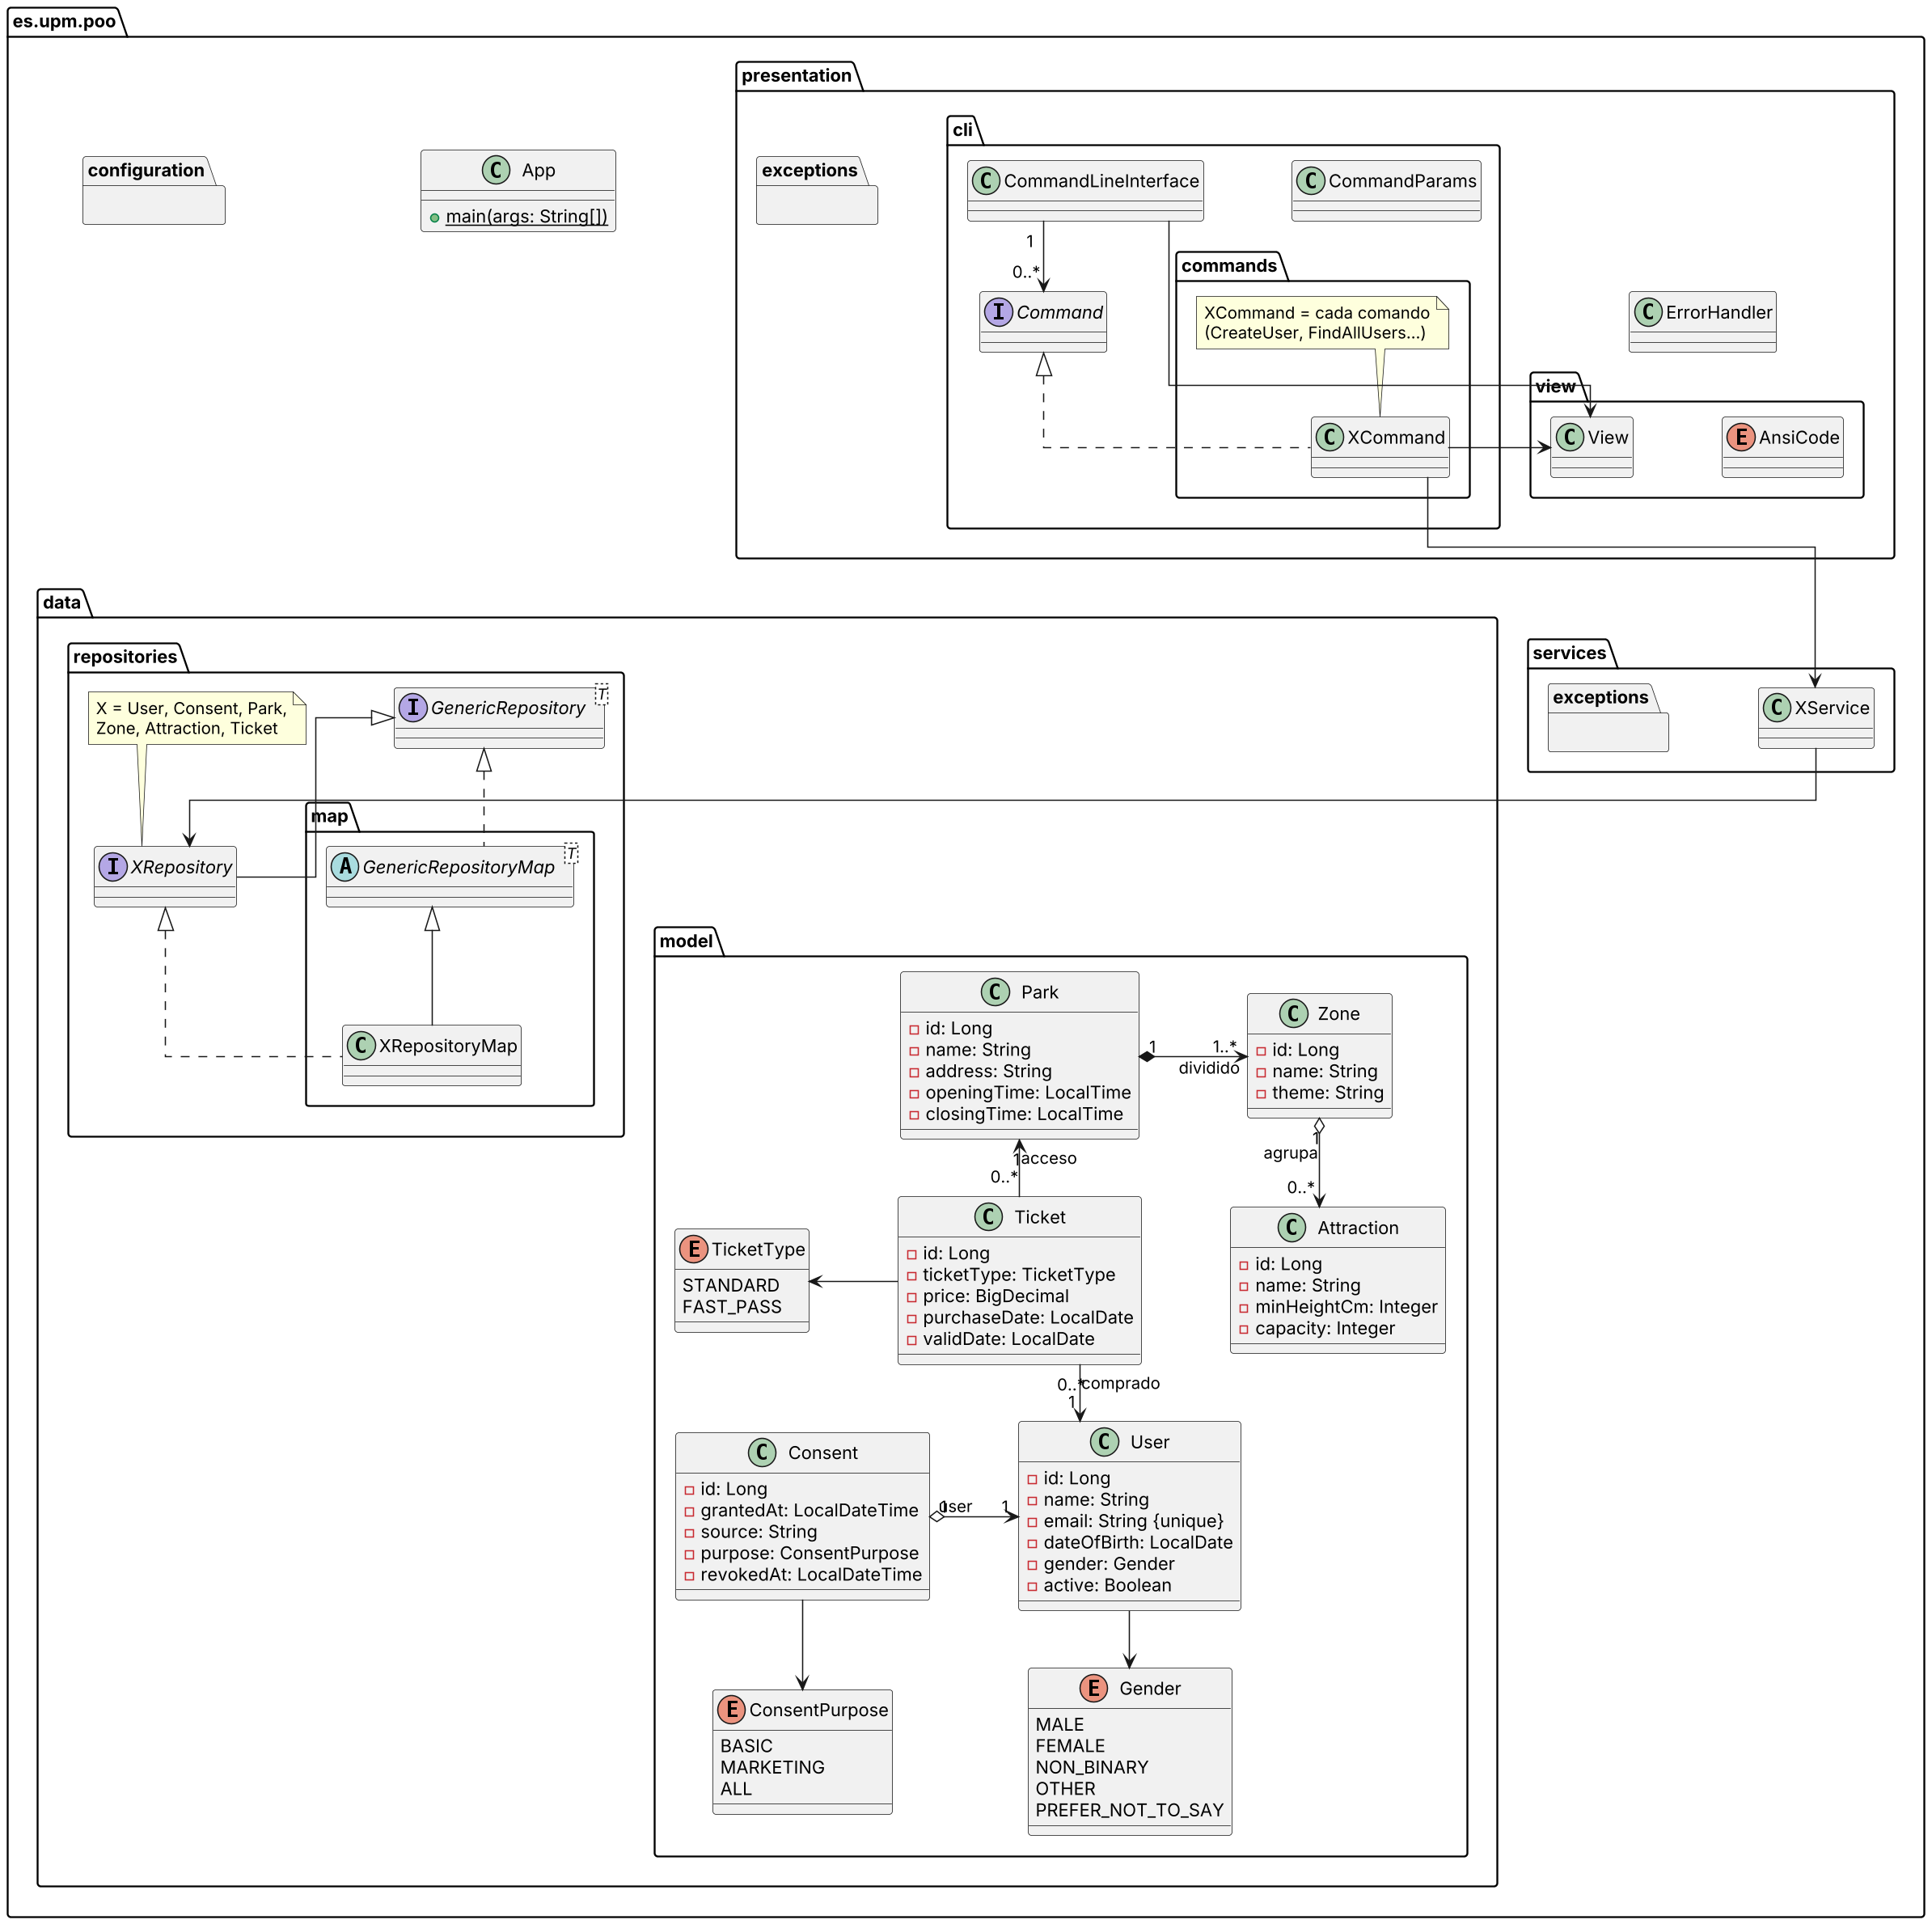 es.upm.poo
presentation
configuration
C App
main(args: String[])
exceptions
cli
C CommandLineInterface
C CommandParams
1
0..*
I Command
commands
XCommand = cada comando
(CreateUser, FindAllUsers...)
C XCommand
C ErrorHandler
view
C View
E AnsiCode
data
repositories
X = User, Consent, Park,
Zone, Attraction, Ticket
I GenericRepository T
I XRepository
map
A GenericRepositoryMap T
C XRepositoryMap
services
exceptions
C XService
model
C Park
id: Long
name: String
address: String
openingTime: LocalTime
closingTime: LocalTime
1
1..*
dividido
C Zone
id: Long
name: String
theme: String
1
agrupa
0..*
1
acceso
0..*
C Ticket
id: Long
ticketType: TicketType
price: BigDecimal
purchaseDate: LocalDate
validDate: LocalDate
E TicketType
STANDARD
FAST_PASS
C Attraction
id: Long
name: String
minHeightCm: Integer
capacity: Integer
0..*
comprado
1
C Consent
id: Long
grantedAt: LocalDateTime
source: String
purpose: ConsentPurpose
revokedAt: LocalDateTime
1
user
1
C User
id: Long
name: String
email: String {unique}
dateOfBirth: LocalDate
gender: Gender
active: Boolean
E ConsentPurpose
BASIC
MARKETING
ALL
E Gender
MALE
FEMALE
NON_BINARY
OTHER
PREFER_NOT_TO_SAY